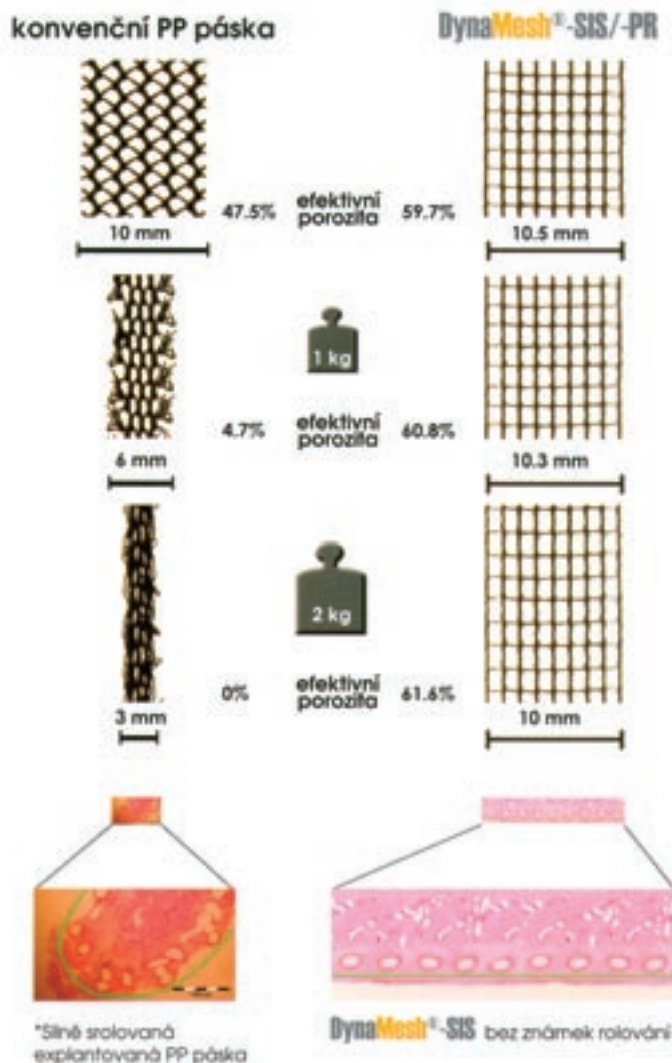 konvenční PP páska
DynaMesh®-SIS/-PR
47.5% efektivní porozita 59.7%
10 mm
10.5 mm
1 kg
4.7% efektivní porozita 60.8%
6 mm
10.3 mm
2 kg
0% efektivní porozita 61.6%
3 mm
10 mm
*Silně srolovaná
explantovaná PP páska
DynaMesh®-SIS bez známek rolování